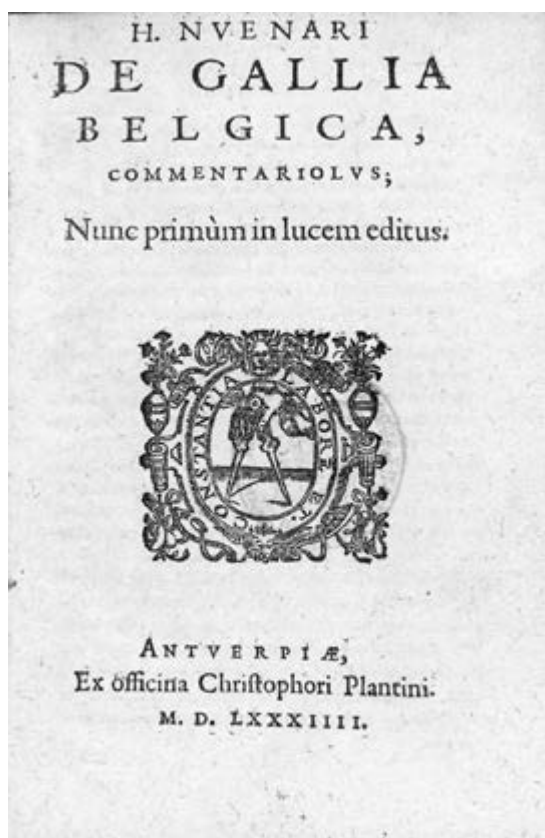 H. NVENARI
DE GALLIA
BELGICA,
COMMENTARIOLVS;
Nunc primùm in lucem editus.
CONSTANTIA LABORE ET.
ANTVERPIÆ,
Ex officina Chriſtophori Plantini.
M. D. LXXXIIII.